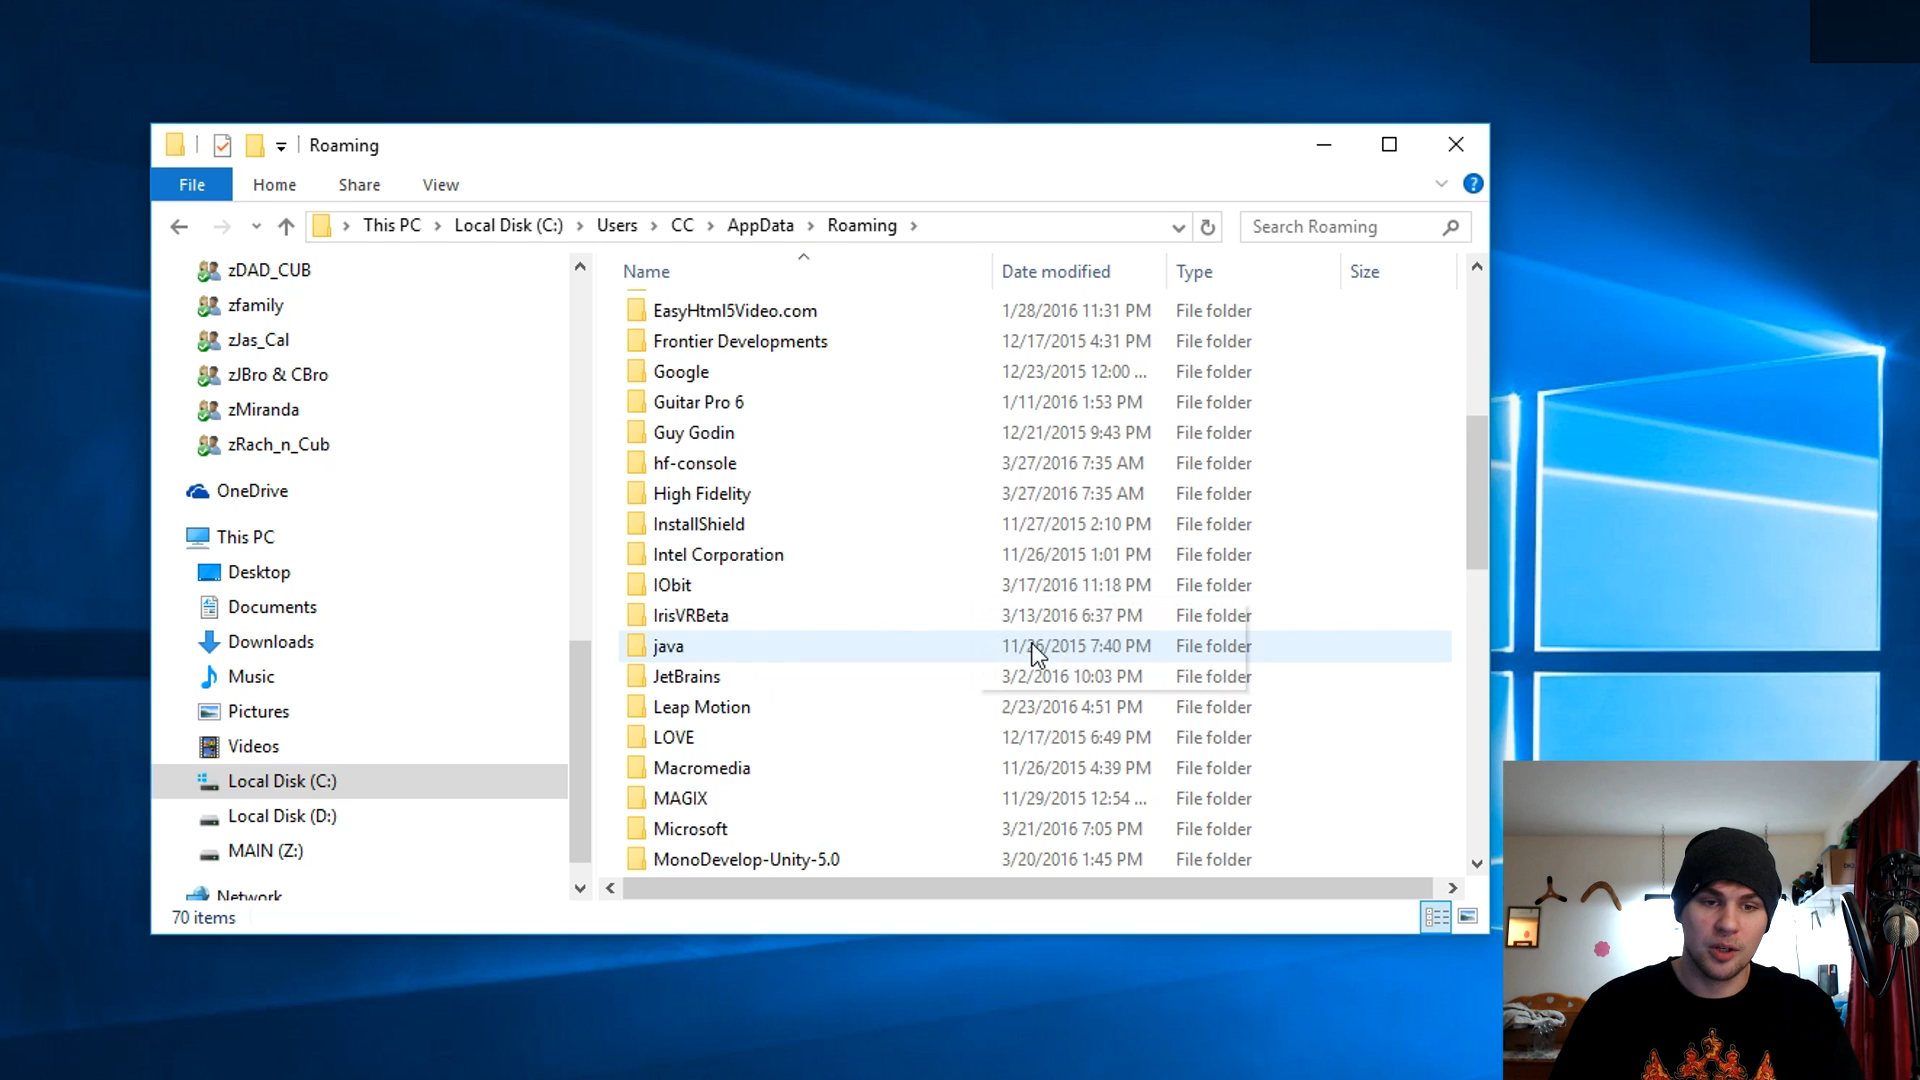 Roaming
File Home Share View
This PC Local Disk (C:) Users CC AppData Roaming
Search Roaming
zDAD_CUB
zfamily
zJas_Cal
zJBro & CBro
zMiranda
zRach_n_Cub
OneDrive
This PC
Desktop
Documents
Downloads
Music
Pictures
Videos
Local Disk (C:)
Local Disk (D:)
MAIN (Z:)
Network
Name Date modified Type Size
EasyHtml5Video.com 1/28/2016 11:31 PM File folder
Frontier Developments 12/17/2015 4:31 PM File folder
Google 12/23/2015 12:00 ... File folder
Guitar Pro 6 1/11/2016 1:53 PM File folder
Guy Godin 12/21/2015 9:43 PM File folder
hf-console 3/27/2016 7:35 AM File folder
High Fidelity 3/27/2016 7:35 AM File folder
InstallShield 11/27/2015 2:10 PM File folder
Intel Corporation 11/26/2015 1:01 PM File folder
IObit 3/17/2016 11:18 PM File folder
IrisVRBeta 3/13/2016 6:37 PM File folder
java 11/26/2015 7:40 PM File folder
JetBrains 3/2/2016 10:03 PM File folder
Leap Motion 2/23/2016 4:51 PM File folder
LOVE 12/17/2015 6:49 PM File folder
Macromedia 11/26/2015 4:39 PM File folder
MAGIX 11/29/2015 12:54 ... File folder
Microsoft 3/21/2016 7:05 PM File folder
MonoDevelop-Unity-5.0 3/20/2016 1:45 PM File folder
70 items